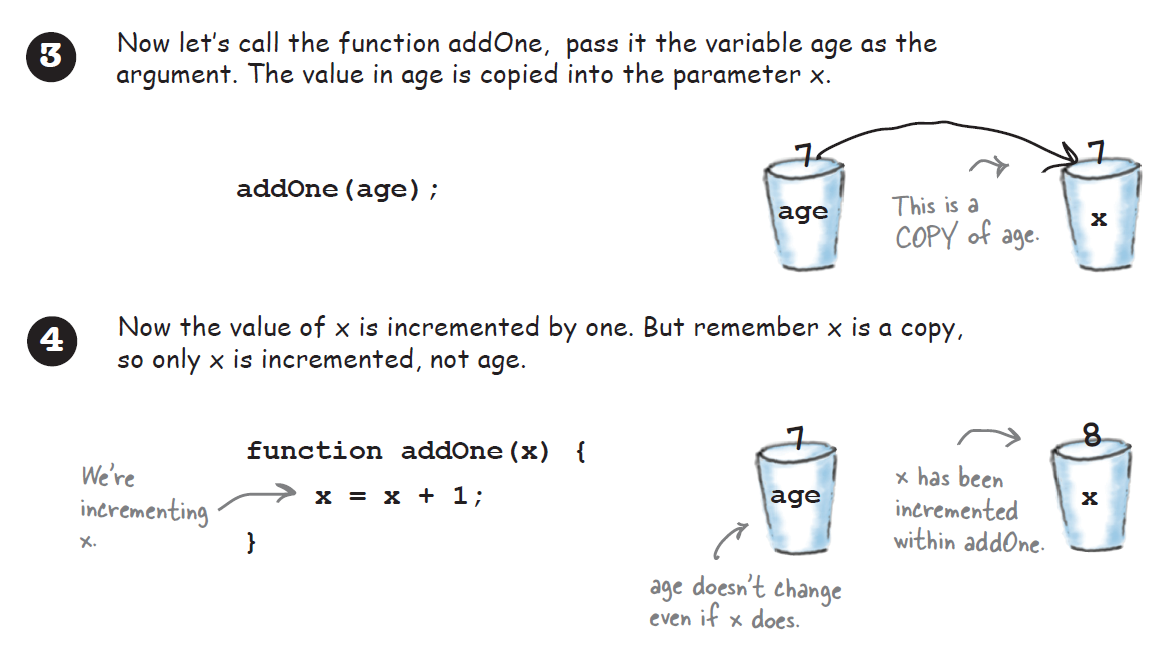 3
Now let's call the function addOne, pass it the variable age as the
argument. The value in age is copied into the parameter x.
addOne(age);
7
7
age
x
This is a
COPY of age.
4
Now the value of x is incremented by one. But remember x is a copy,
so only x is incremented, not age.
We're
incrementing
x.
function addOne(x) {
x = x + 1;
}
7
8
age
x
x has been
incremented
within addOne.
age doesn't change
even if x does.